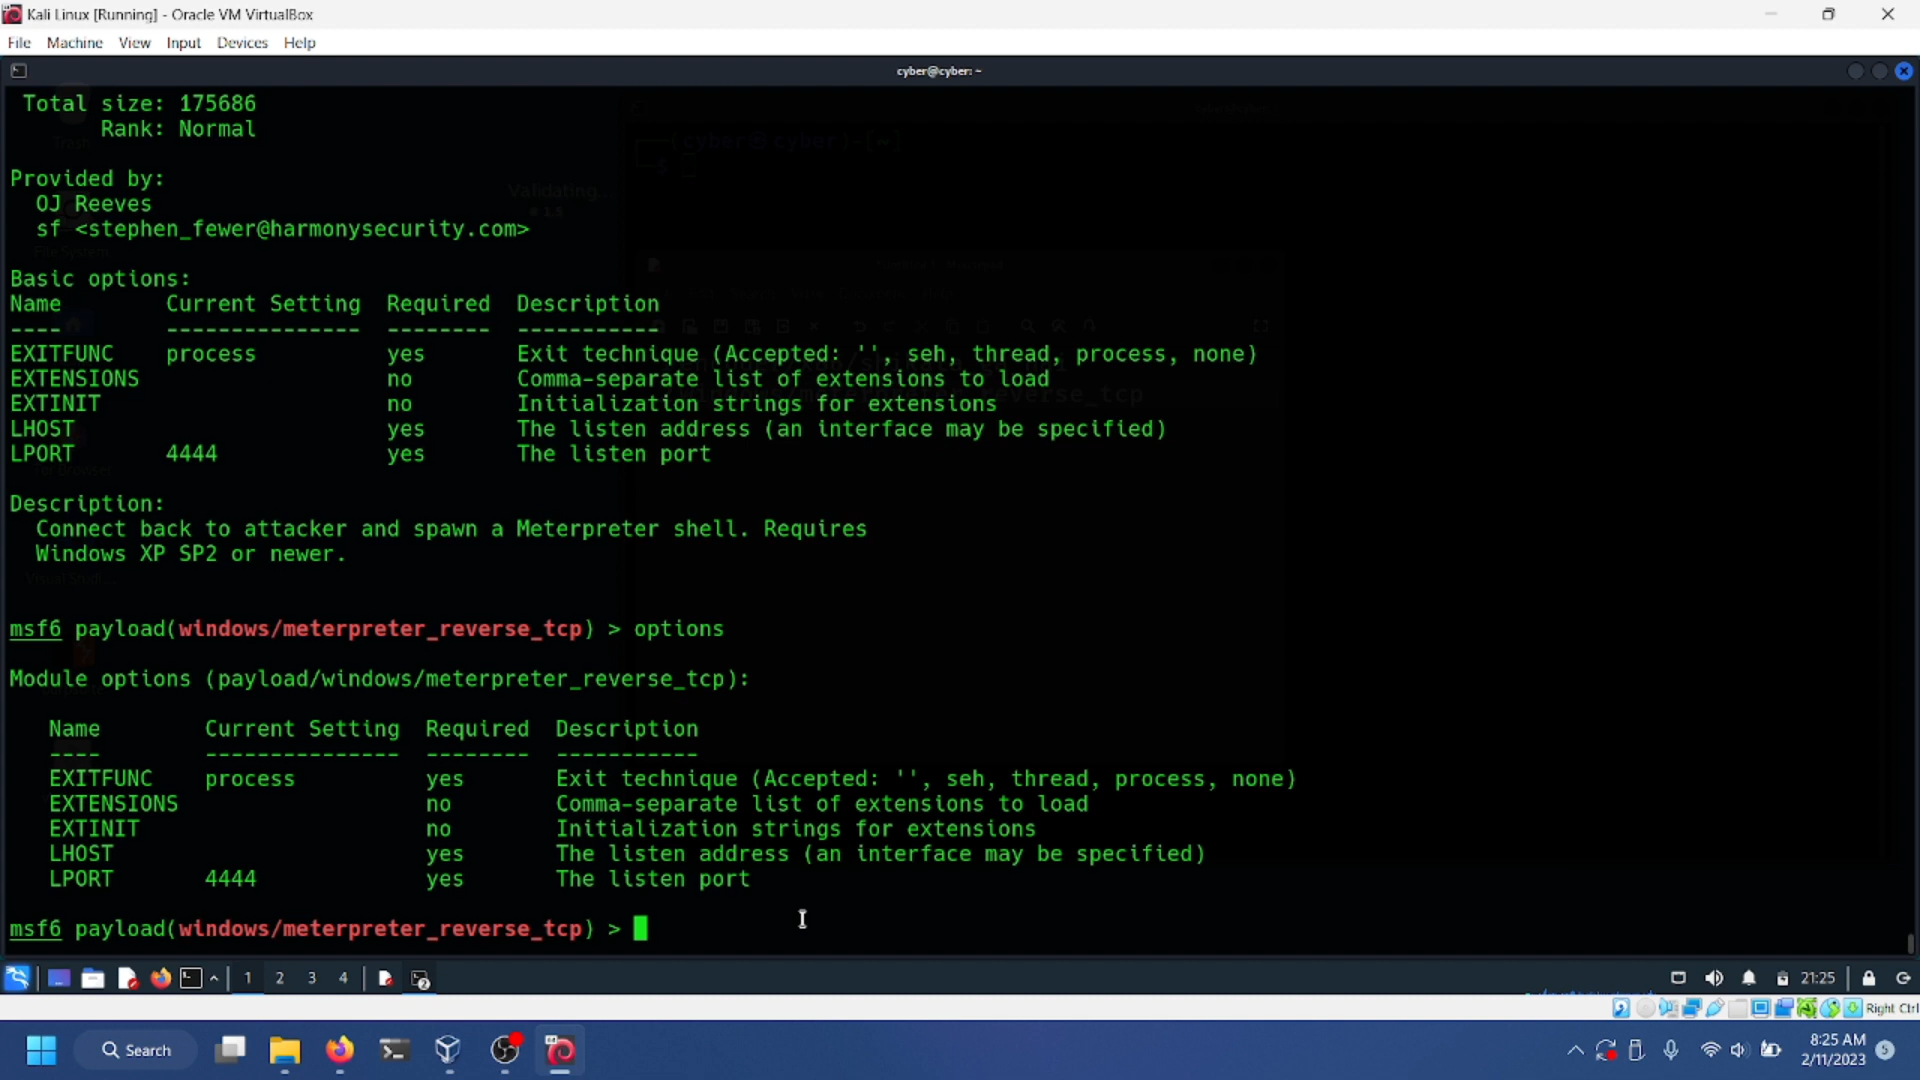 Kali Linux [Running] - Oracle VM VirtualBox
File Machine View Input Devices Help
cyber@cyber: ~
Total size: 175686
Rank: Normal
Provided by:
OJ Reeves
sf <stephen_fewer@harmonysecurity.com>
Basic options:
Name Current Setting Required Description
---- --------------- -------- -----------
EXITFUNC process yes Exit technique (Accepted: '', seh, thread, process, none)
EXTENSIONS no Comma-separate list of extensions to load
EXTINIT no Initialization strings for extensions
LHOST yes The listen address (an interface may be specified)
LPORT 4444 yes The listen port
Description:
Connect back to attacker and spawn a Meterpreter shell. Requires
Windows XP SP2 or newer.
msf6 payload(windows/meterpreter_reverse_tcp) > options
Module options (payload/windows/meterpreter_reverse_tcp):
Name Current Setting Required Description
---- --------------- -------- -----------
EXITFUNC process yes Exit technique (Accepted: '', seh, thread, process, none)
EXTENSIONS no Comma-separate list of extensions to load
EXTINIT no Initialization strings for extensions
LHOST yes The listen address (an interface may be specified)
LPORT 4444 yes The listen port
msf6 payload(windows/meterpreter_reverse_tcp) >
1 2 3 4
21:25
Right Ctrl
Search
8:25 AM
2/11/2023
5